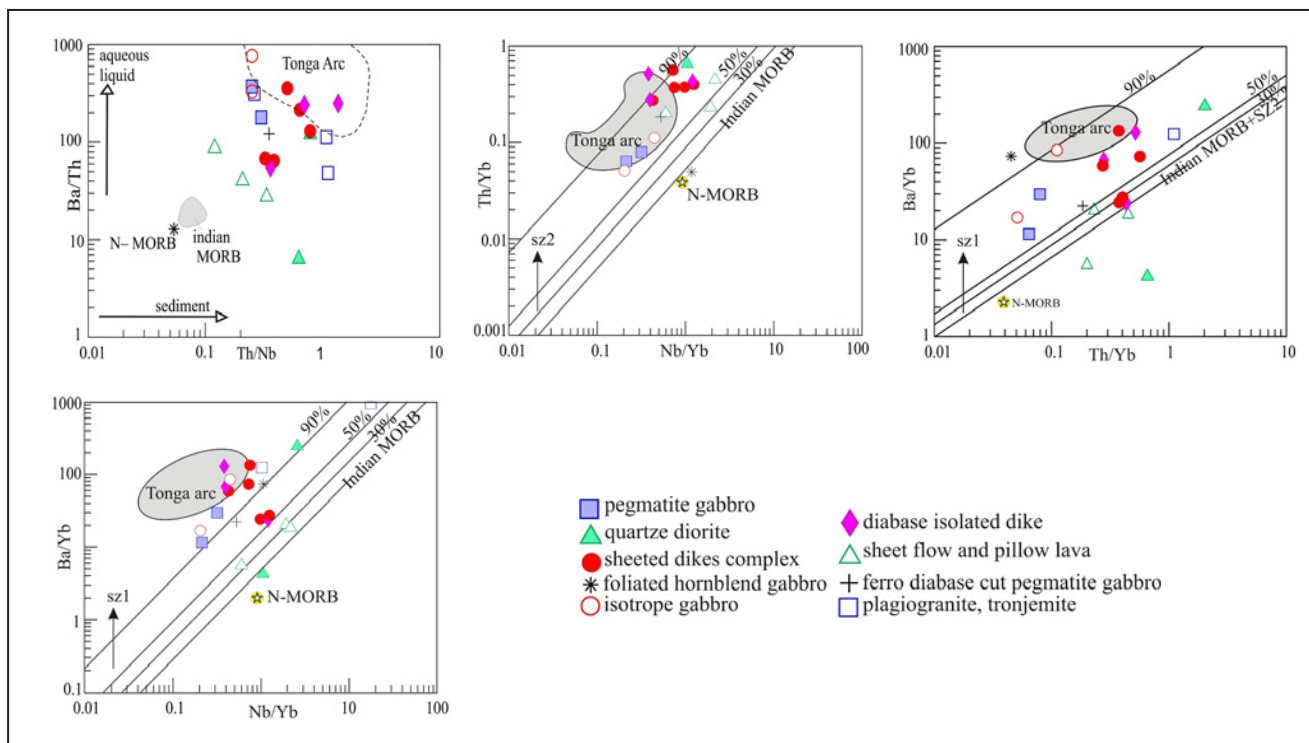 1000
100
10
1
Ba/Th
aqueous
liquid
Tonga Arc
N– MORB
indian
MORB
sediment
0.01
0.1
Th/Nb
1
10
1
0.1
0.01
0.001
Th/Yb
90%
50%
30%
Indian MORB
Tonga arc
N-MORB
sz2
0.01
0.1
1
10
100
Nb/Yb
1000
100
10
1
Ba/Yb
90%
50%
Indian MORB+SZ2
Tonga arc
sz1
N-MORB
0.01
0.1
Th/Yb
1
10
1000
100
10
1
0.1
Ba/Yb
90%
50%
30%
Indian MORB
Tonga arc
sz1
N-MORB
0.01
0.1
Nb/Yb
1
10
100
pegmatite gabbro
quartze diorite
sheeted dikes complex
foliated hornblend gabbro
isotrope gabbro
diabase isolated dike
sheet flow and pillow lava
ferro diabase cut pegmatite gabbro
plagiogranite, tronjemite